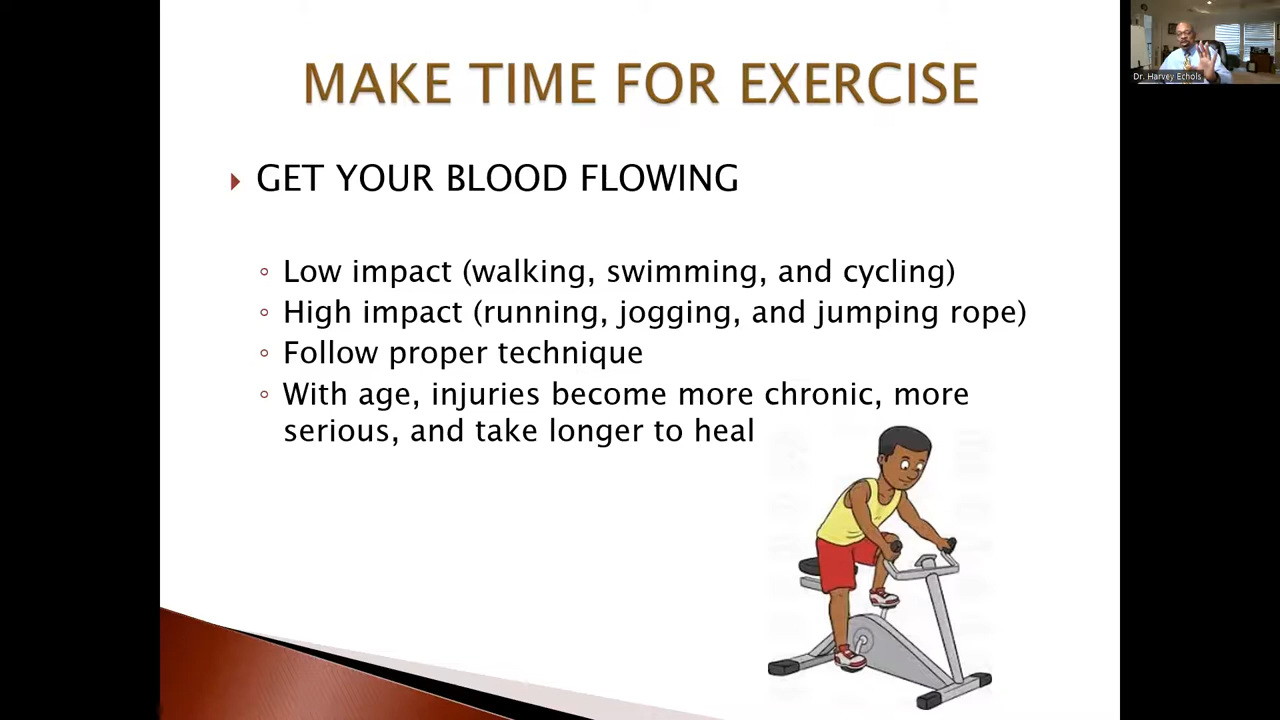 MAKE TIME FOR EXERCISE
GET YOUR BLOOD FLOWING
Low impact (walking, swimming, and cycling)
High impact (running, jogging, and jumping rope)
Follow proper technique
With age, injuries become more chronic, more
serious, and take longer to heal
Dr. Harvey Echols